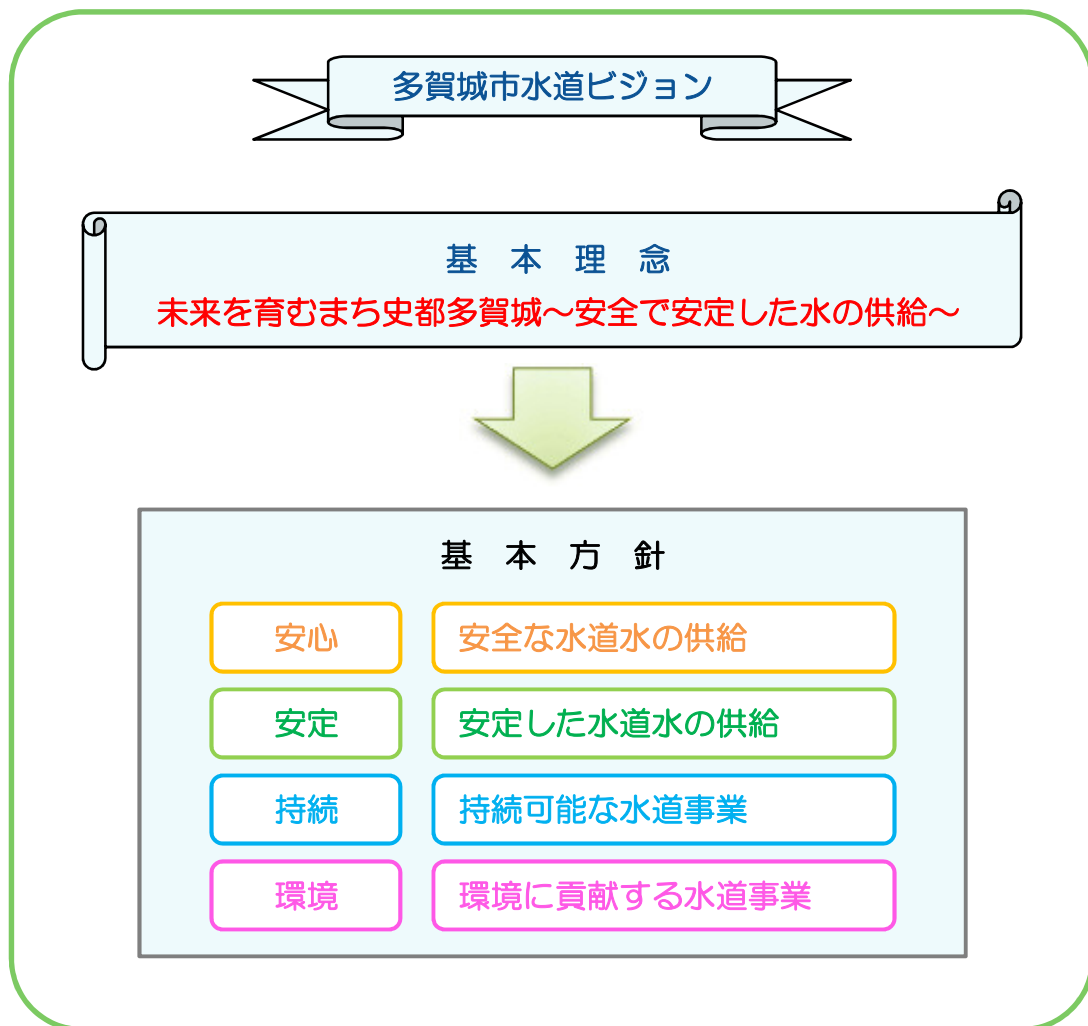 多賀城市水道ビジョン
基 本 理 念
未来を育むまち史都多賀城～安全で安定した水の供給～
基 本 方 針
安心 安全な水道水の供給
安定 安定した水道水の供給
持続 持続可能な水道事業
環境 環境に貢献する水道事業